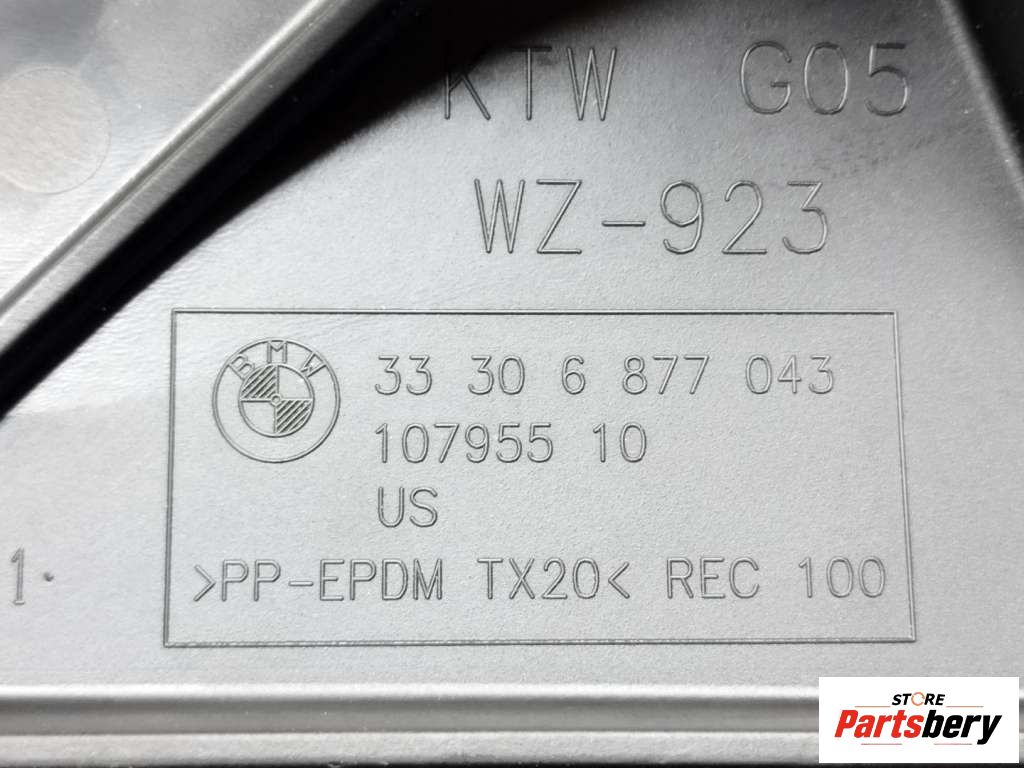 KTW G05
WZ-923
BMW
33 30 6 877 043
107955 10
US
>PP-EPDM TX20< REC 100
1.
STORE
Partsbery